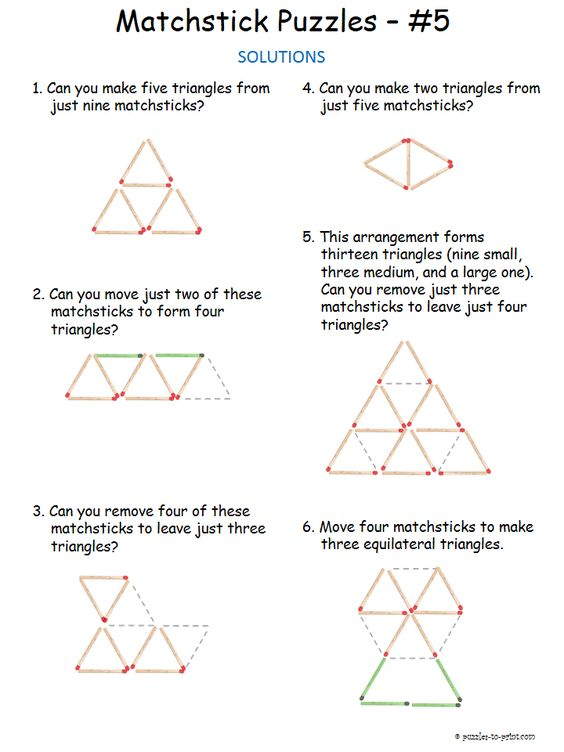 Matchstick Puzzles – #5
SOLUTIONS
1. Can you make five triangles from
just nine matchsticks?
2. Can you move just two of these
matchsticks to form four
triangles?
3. Can you remove four of these
matchsticks to leave just three
triangles?
4. Can you make two triangles from
just five matchsticks?
5. This arrangement forms
thirteen triangles (nine small,
three medium, and a large one).
Can you remove just three
matchsticks to leave just four
triangles?
6. Move four matchsticks to make
three equilateral triangles.
© puzzles-to-print.com